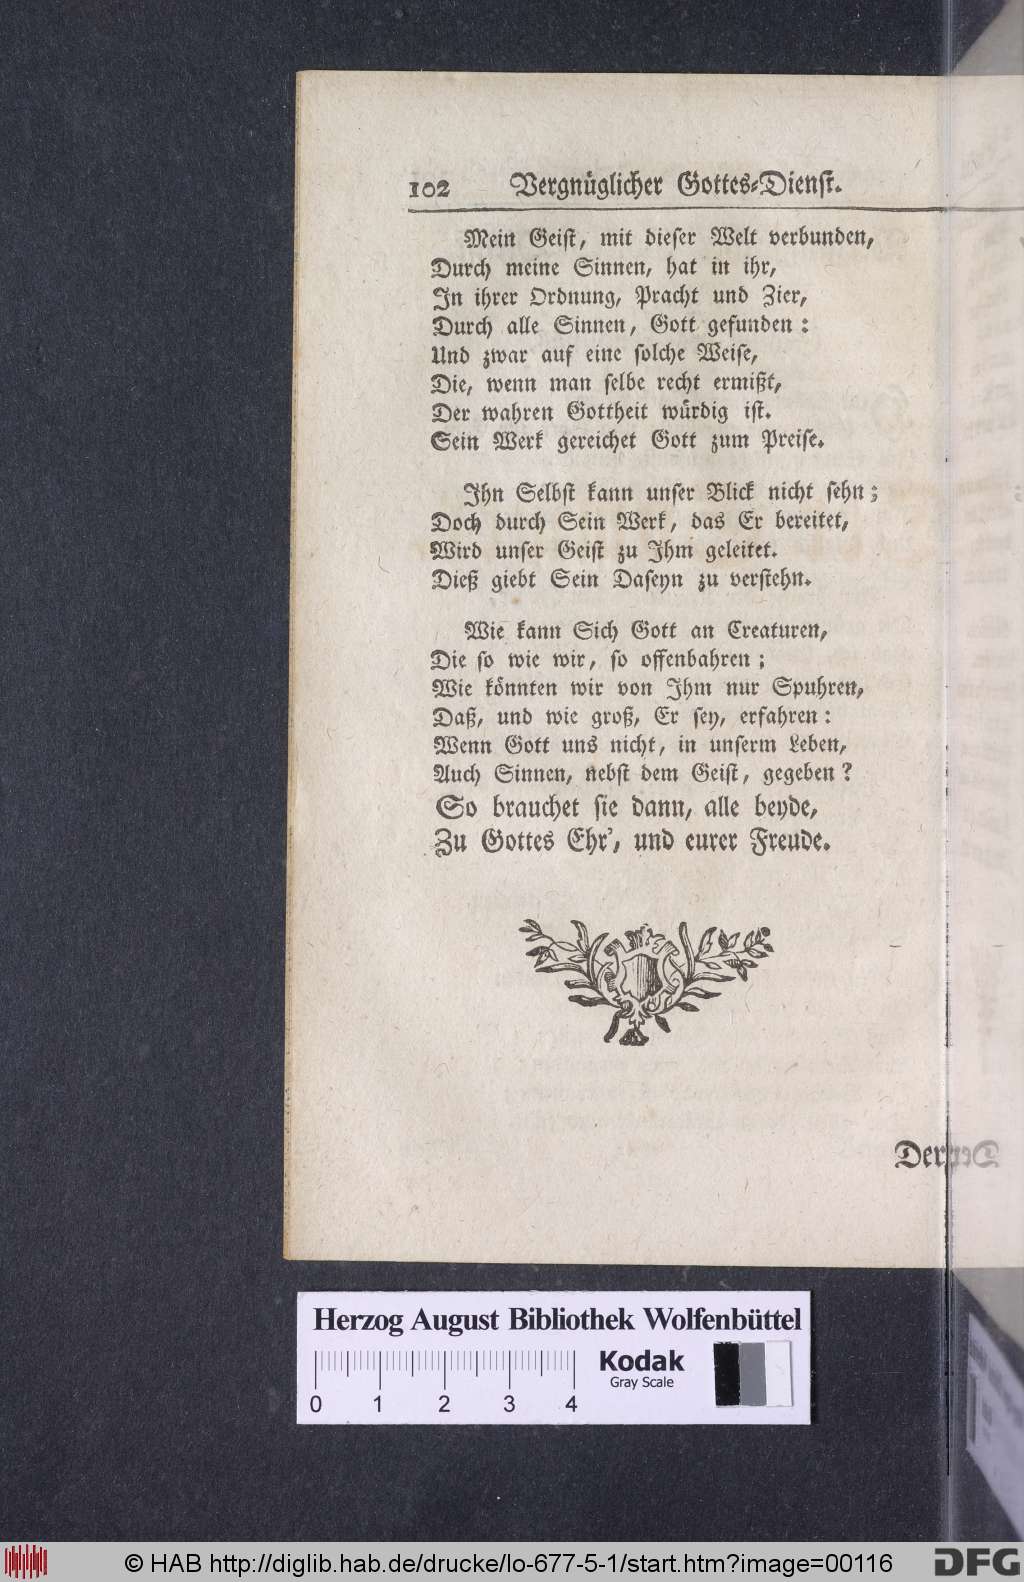 102 Vergnüglicher Gottes-Dienst.
Mein Geist, mit dieser Welt verbunden,
Durch meine Sinnen, hat in ihr,
In ihrer Ordnung, Pracht und Zier,
Durch alle Sinnen, Gott gefunden:
Und zwar auf eine solche Weise,
Die, wenn man selbe recht ermißt,
Der wahren Gottheit würdig ist.
Sein Werk gereichet Gott zum Preise.
Ihn Selbst kann unser Blick nicht sehn;
Doch durch Sein Werk, das Er bereitet,
Wird unser Geist zu Ihm geleitet.
Dieß giebt Sein Daseyn zu verstehn.
Wie kann Sich Gott an Creaturen,
Die so wie wir, so offenbahren;
Wie könnten wir von Ihm nur Spuhren,
Daß, und wie groß, Er sey, erfahren:
Wenn Gott uns nicht, in unserm Leben,
Auch Sinnen, nebst dem Geist, gegeben?
So brauchet sie dann, alle beyde,
Zu Gottes Ehr', und eurer Freude.
Der
Herzog August Bibliothek Wolfenbüttel
Kodak
Gray Scale
0 1 2 3 4
© HAB http://diglib.hab.de/drucke/lo-677-5-1/start.htm?image=00116
DFG